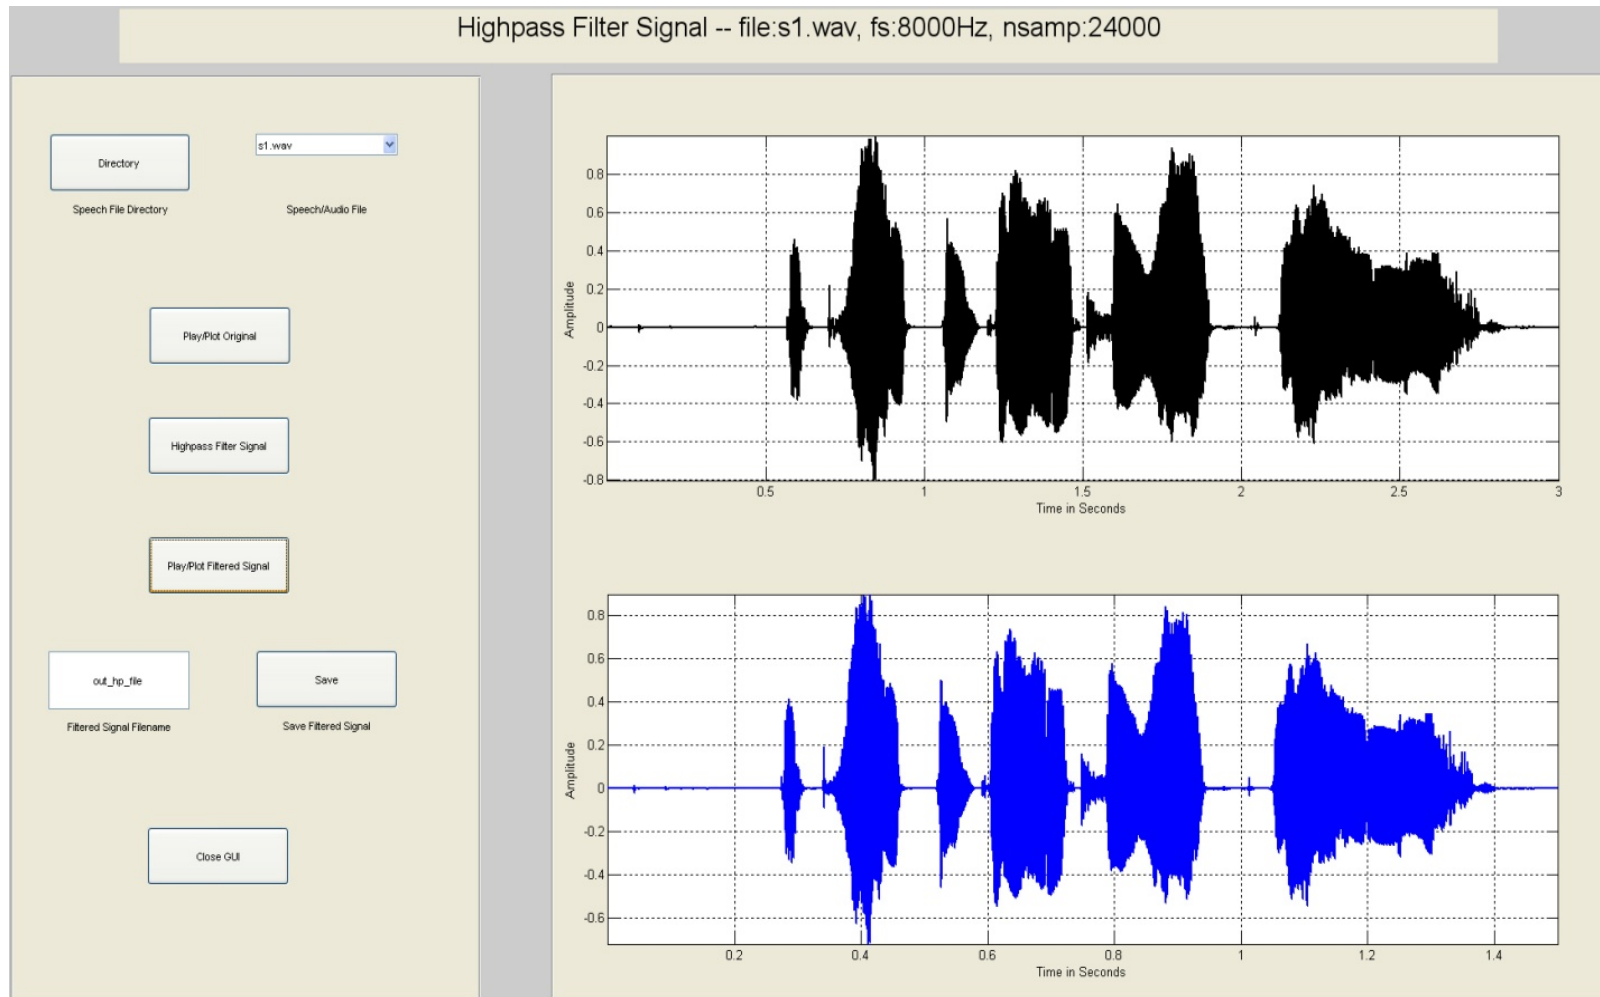 Highpass Filter Signal -- file:s1.wav, fs:8000Hz, nsamp:24000
Directory
s1.wav
Speech File Directory
Speech/Audio File
Play/Plot Original
Highpass Filter Signal
Play/Plot Filtered Signal
out_hp_file
Save
Filtered Signal Filename
Save Filtered Signal
Close GUI
Amplitude
0.8
0.6
0.4
0.2
0
-0.2
-0.4
-0.6
-0.8
0.5 1 1.5 2 2.5 3
Time in Seconds
Amplitude
0.8
0.6
0.4
0.2
0
-0.2
-0.4
-0.6
0.2 0.4 0.6 0.8 1 1.2 1.4
Time in Seconds